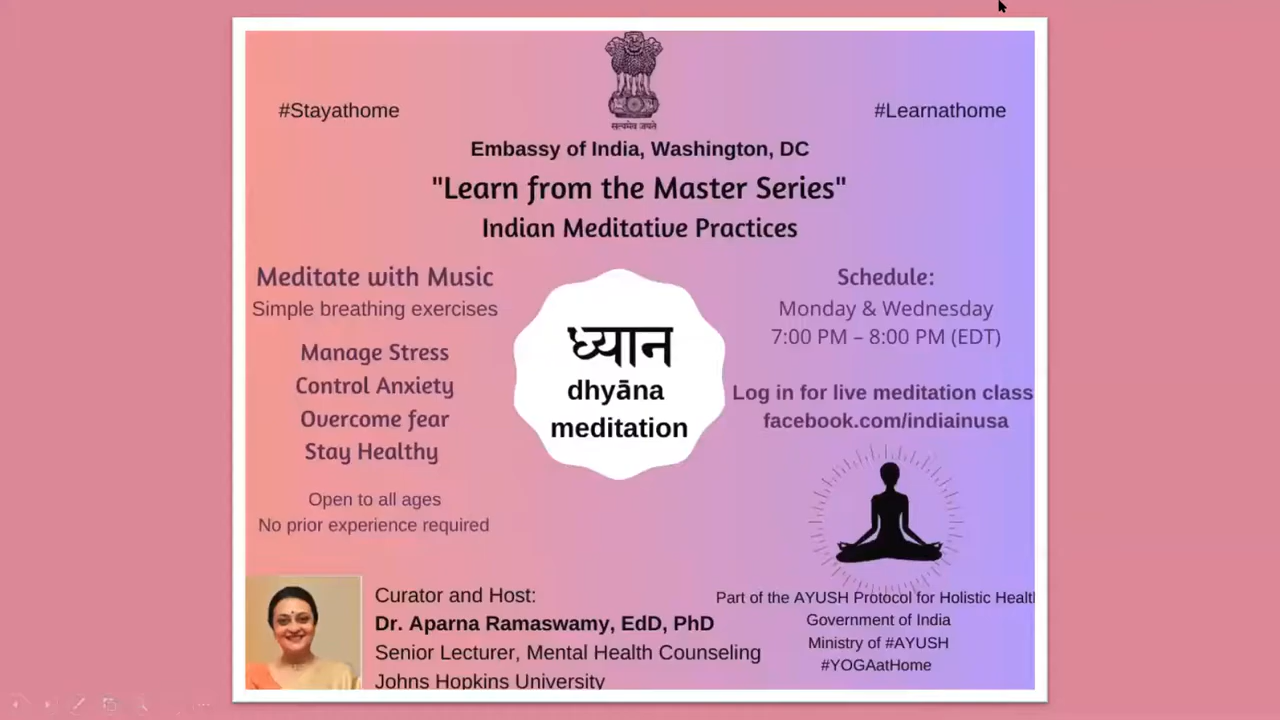 सत्यमेव जयते
#Stayathome
#Learnathome
Embassy of India, Washington, DC
"Learn from the Master Series"
Indian Meditative Practices
Meditate with Music
Simple breathing exercises
Manage Stress
Control Anxiety
Overcome fear
Stay Healthy
Open to all ages
No prior experience required
ध्यान
dhyāna
meditation
Schedule:
Monday & Wednesday
7:00 PM – 8:00 PM (EDT)
Log in for live meditation class
facebook.com/indiainusa
Curator and Host:
Dr. Aparna Ramaswamy, EdD, PhD
Senior Lecturer, Mental Health Counseling
Johns Hopkins University
Part of the AYUSH Protocol for Holistic Healt
Government of India
Ministry of #AYUSH
#YOGAatHome